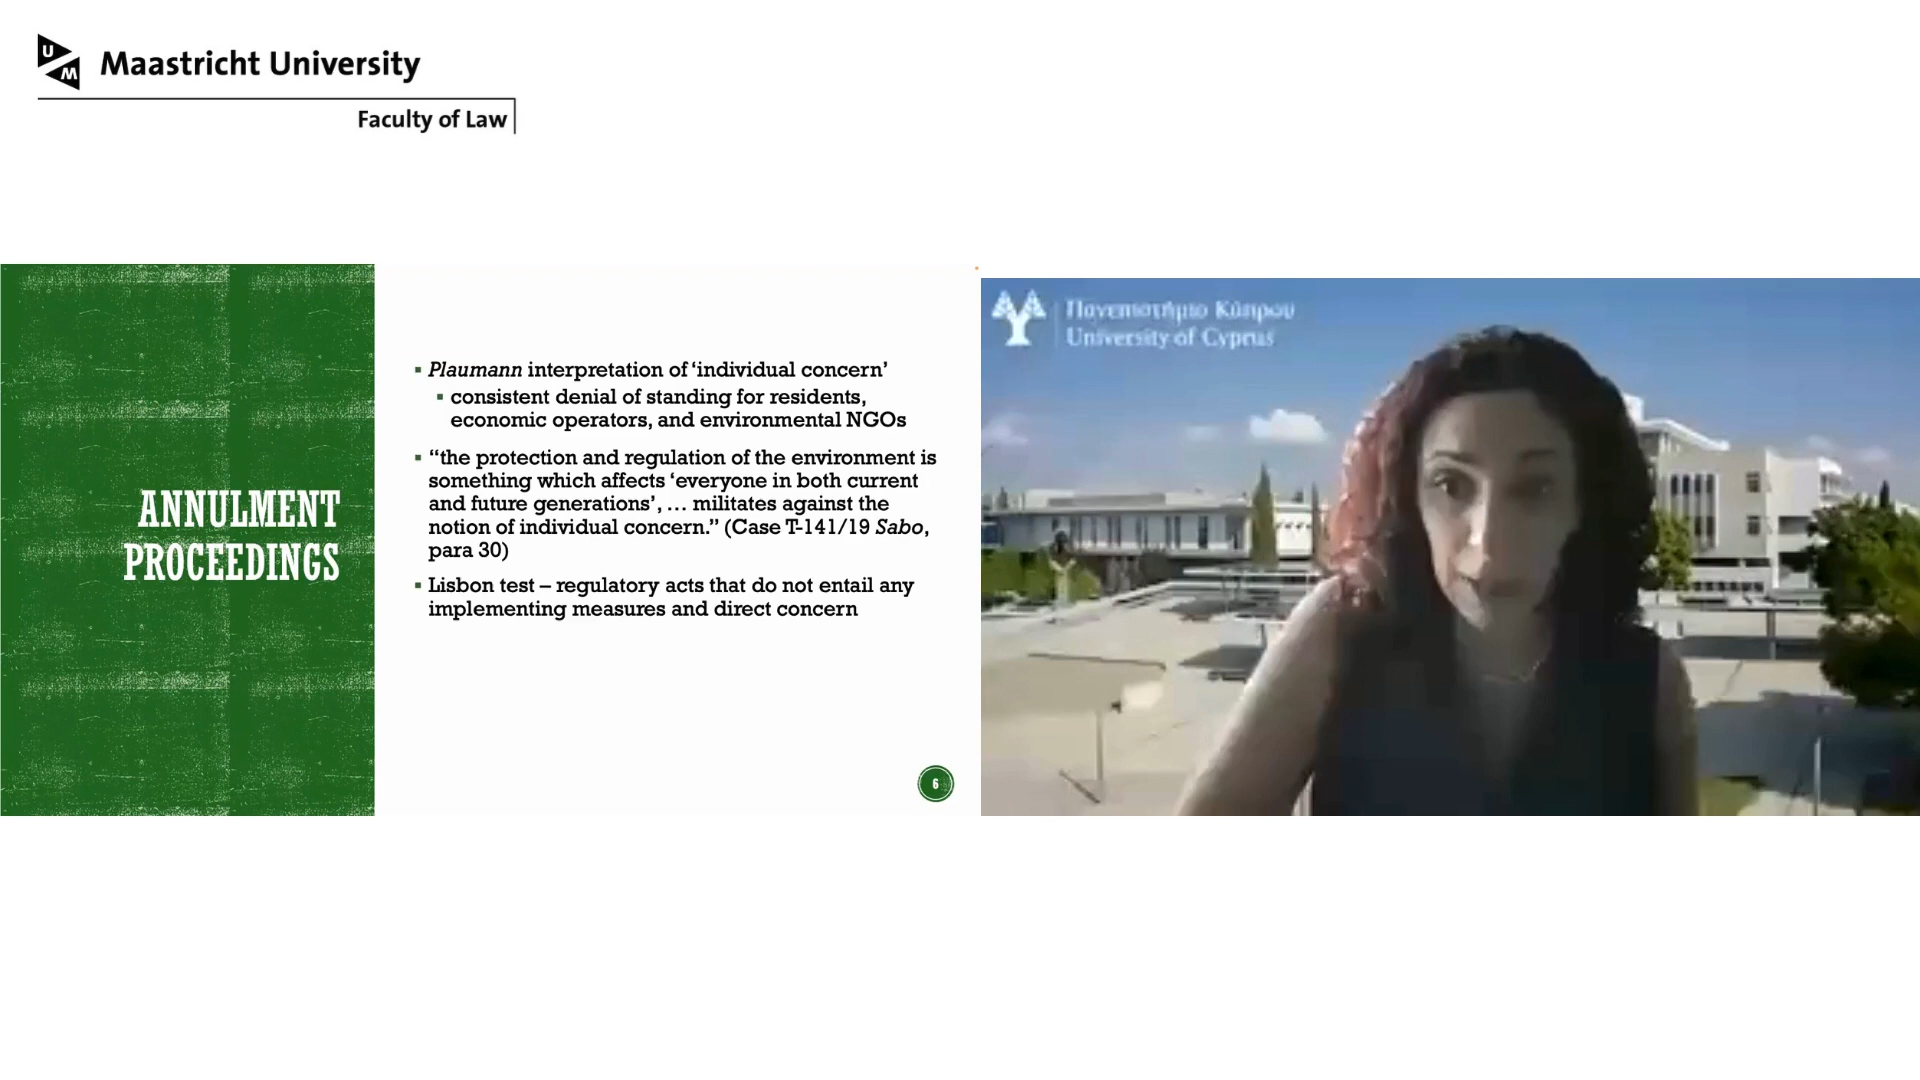 U
M
Maastricht University
Faculty of Law
ANNULMENT
PROCEEDINGS
▪ Plaumann interpretation of ‘individual concern’
▪ consistent denial of standing for residents,
economic operators, and environmental NGOs
▪ “the protection and regulation of the environment is
something which affects ‘everyone in both current
and future generations’, … militates against the
notion of individual concern.” (Case T-141/19 Sabo,
para 30)
▪ Lisbon test – regulatory acts that do not entail any
implementing measures and direct concern
6
Πανεπιστήμιο Κύπρου
University of Cyprus